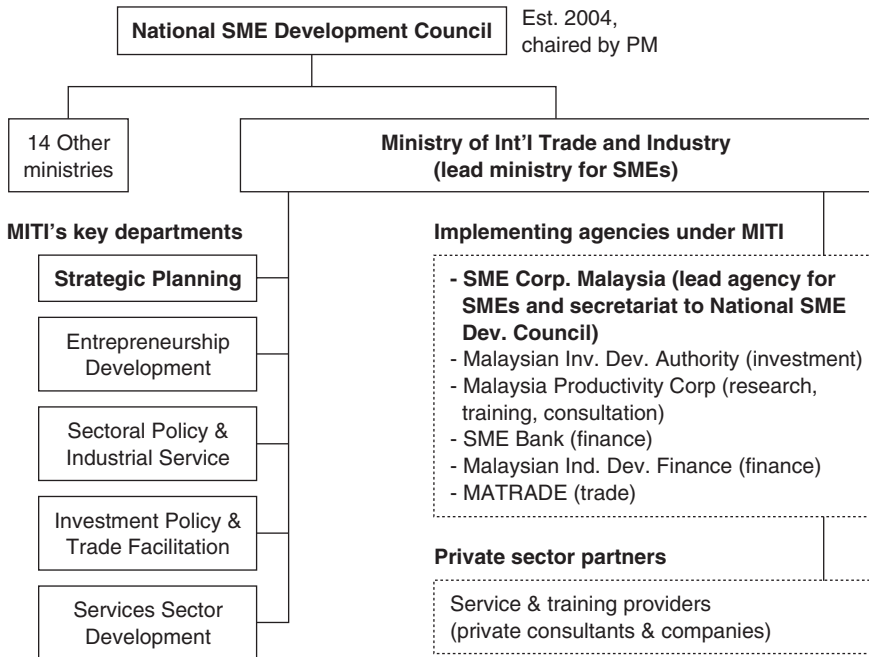 National SME Development Council
Est. 2004,
chaired by PM
14 Other
ministries
Ministry of Int'l Trade and Industry
(lead ministry for SMEs)
MITI's key departments
Strategic Planning
Entrepreneurship
Development
Sectoral Policy &
Industrial Service
Investment Policy &
Trade Facilitation
Services Sector
Development
Implementing agencies under MITI
- SME Corp. Malaysia (lead agency for
SMEs and secretariat to National SME
Dev. Council)
- Malaysian Inv. Dev. Authority (investment)
- Malaysia Productivity Corp (research,
training, consultation)
- SME Bank (finance)
- Malaysian Ind. Dev. Finance (finance)
- MATRADE (trade)
Private sector partners
Service & training providers
(private consultants & companies)